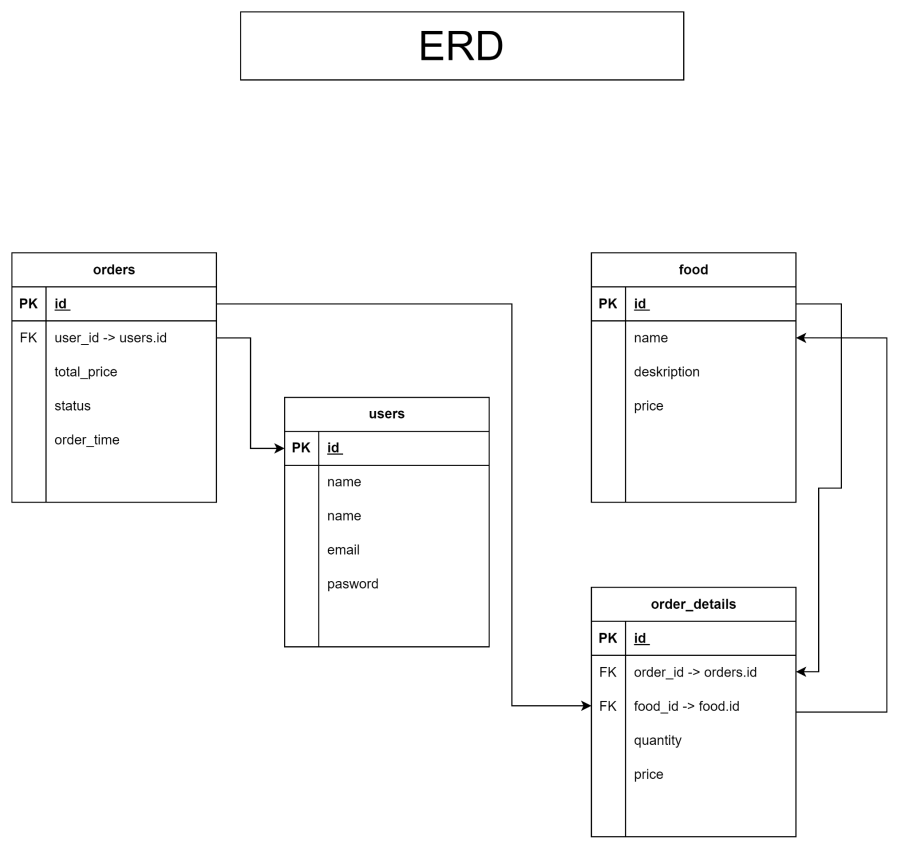 ERD
orders
PK id
FK user_id -> users.id
total_price
status
order_time
users
PK id
name
name
email
pasword
food
PK id
name
deskription
price
order_details
PK id
FK order_id -> orders.id
FK food_id -> food.id
quantity
price